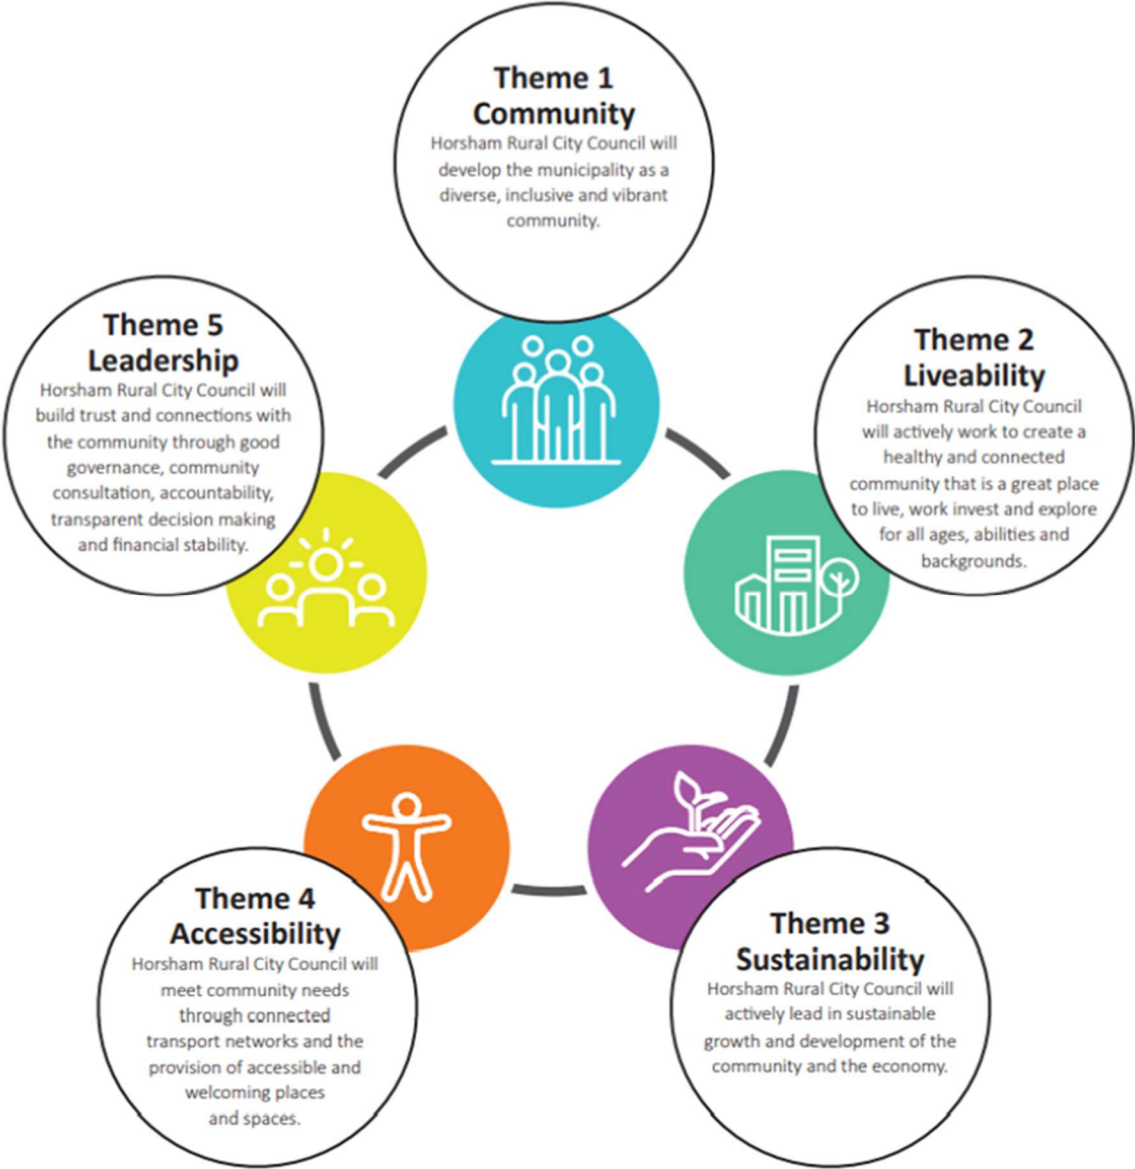 Theme 1
Community
Horsham Rural City Council will
develop the municipality as a
diverse, inclusive and vibrant
community.
Theme 2
Liveability
Horsham Rural City Council
will actively work to create a
healthy and connected
community that is a great place
to live, work invest and explore
for all ages, abilities and
backgrounds.
Theme 3
Sustainability
Horsham Rural City Council will
actively lead in sustainable
growth and development of the
community and the economy.
Theme 4
Accessibility
Horsham Rural City Council will
meet community needs
through connected
transport networks and the
provision of accessible and
welcoming places
and spaces.
Theme 5
Leadership
Horsham Rural City Council will
build trust and connections with
the community through good
governance, community
consultation, accountability,
transparent decision making
and financial stability.